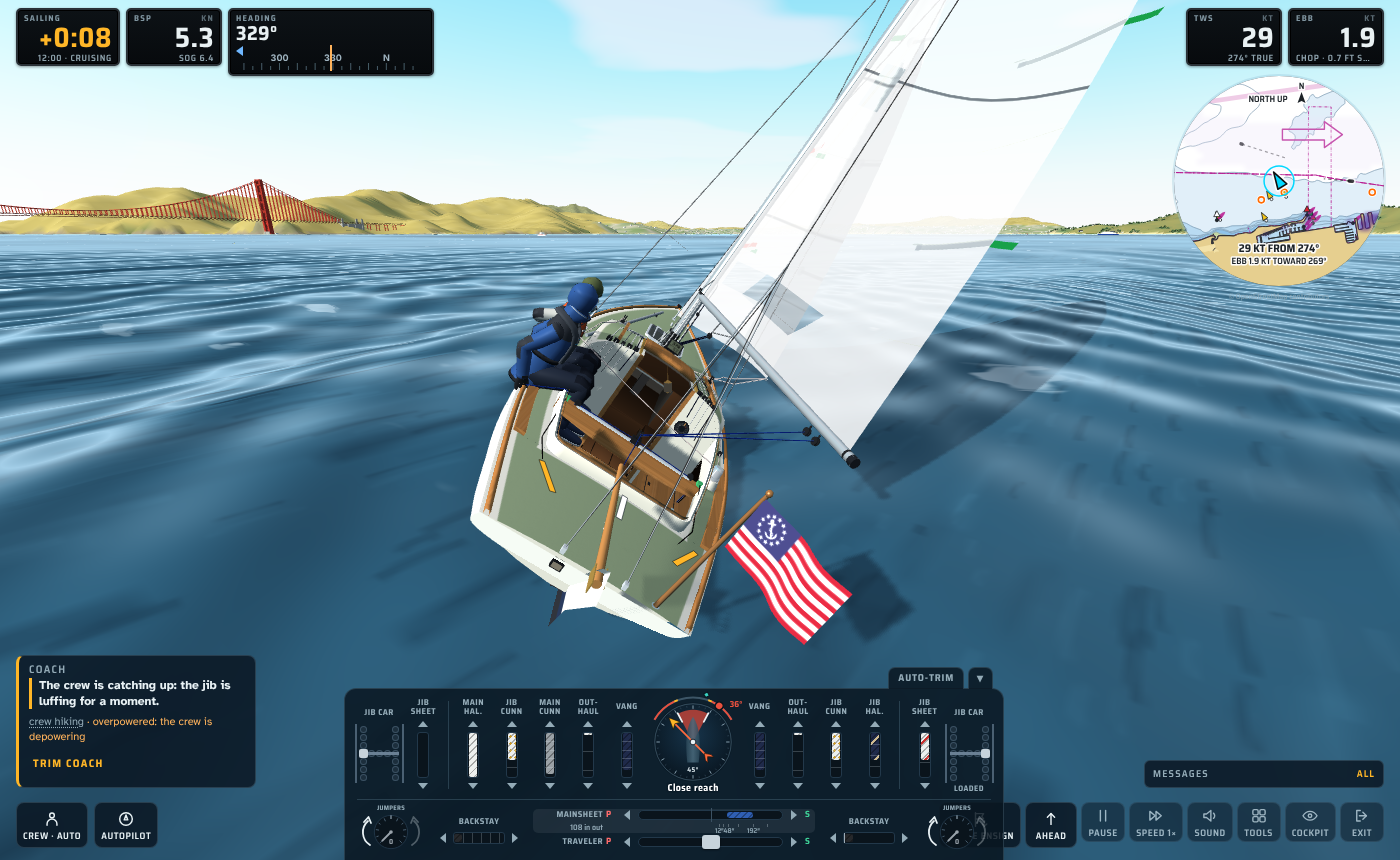 SAILING
+0:08
12:00 · CRUISING
BSP KN
5.3
SOG 6.4
HEADING
329°
300 330 N
TWS KT
29
274° TRUE
EBB KT
1.9
CHOP · 0.7 FT S...
NORTH UP
N
29 KT FROM 274°
EBB 1.9 KT TOWARD 269°
COACH
The crew is catching up: the jib is
luffing for a moment.
crew hiking · overpowered: the crew is
depowering
TRIM COACH
CREW · AUTO
AUTOPILOT
AUTO-TRIM
▼
JIB CAR
JIB SHEET
MAIN HAL.
JIB CUNN
MAIN CUNN
OUT-HAUL
VANG
36°
45°
Close reach
VANG
OUT-HAUL
JIB CUNN
JIB HAL.
JIB SHEET
JIB CAR
LOADED
JUMPERS
0
BACKSTAY
MAINSHEET P S
108 in out
12°48° 192°
TRAVELER P S
BACKSTAY
JUMPERS
0
MESSAGES ALL
AHEAD
PAUSE
SPEED 1×
SOUND
TOOLS
COCKPIT
EXIT